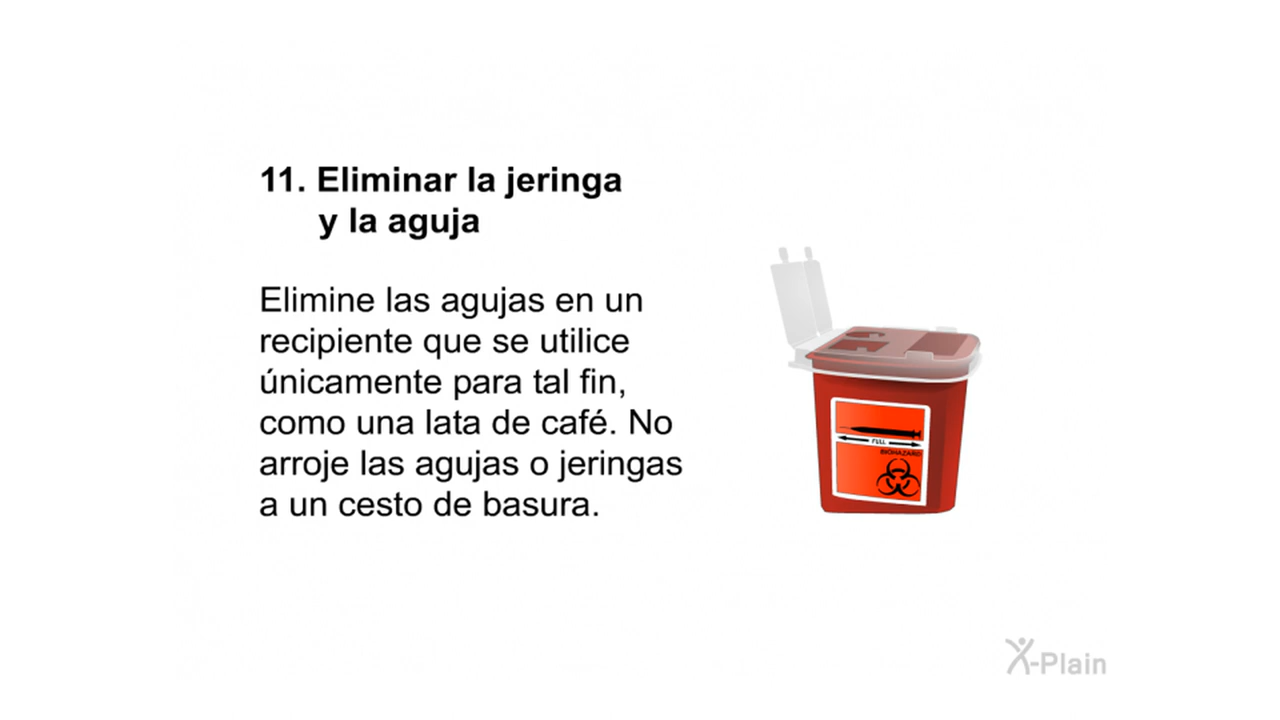 11. Eliminar la jeringa
y la aguja
Elimine las agujas en un
recipiente que se utilice
únicamente para tal fin,
como una lata de café. No
arroje las agujas o jeringas
a un cesto de basura.
FULL
BIOHAZARD
X-Plain